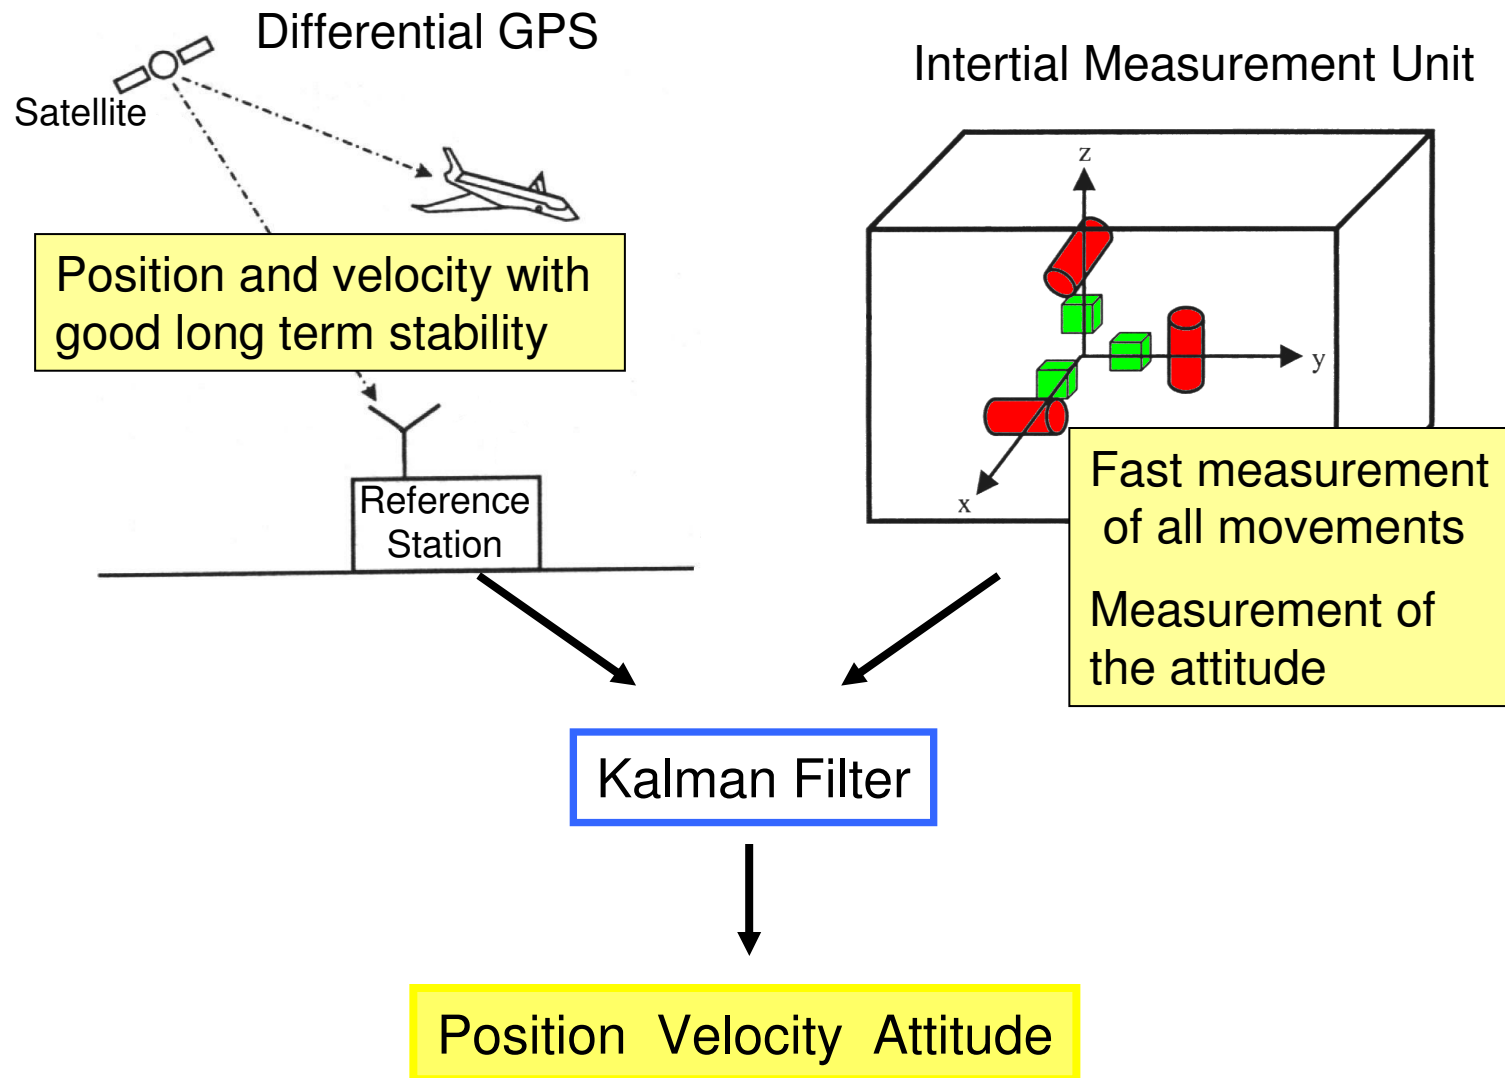 Differential GPS
Satellite
Position and velocity with
good long term stability
Reference
Station
Intertial Measurement Unit
z
y
x
Fast measurement
of all movements
Measurement of
the attitude
Kalman Filter
Position Velocity Attitude